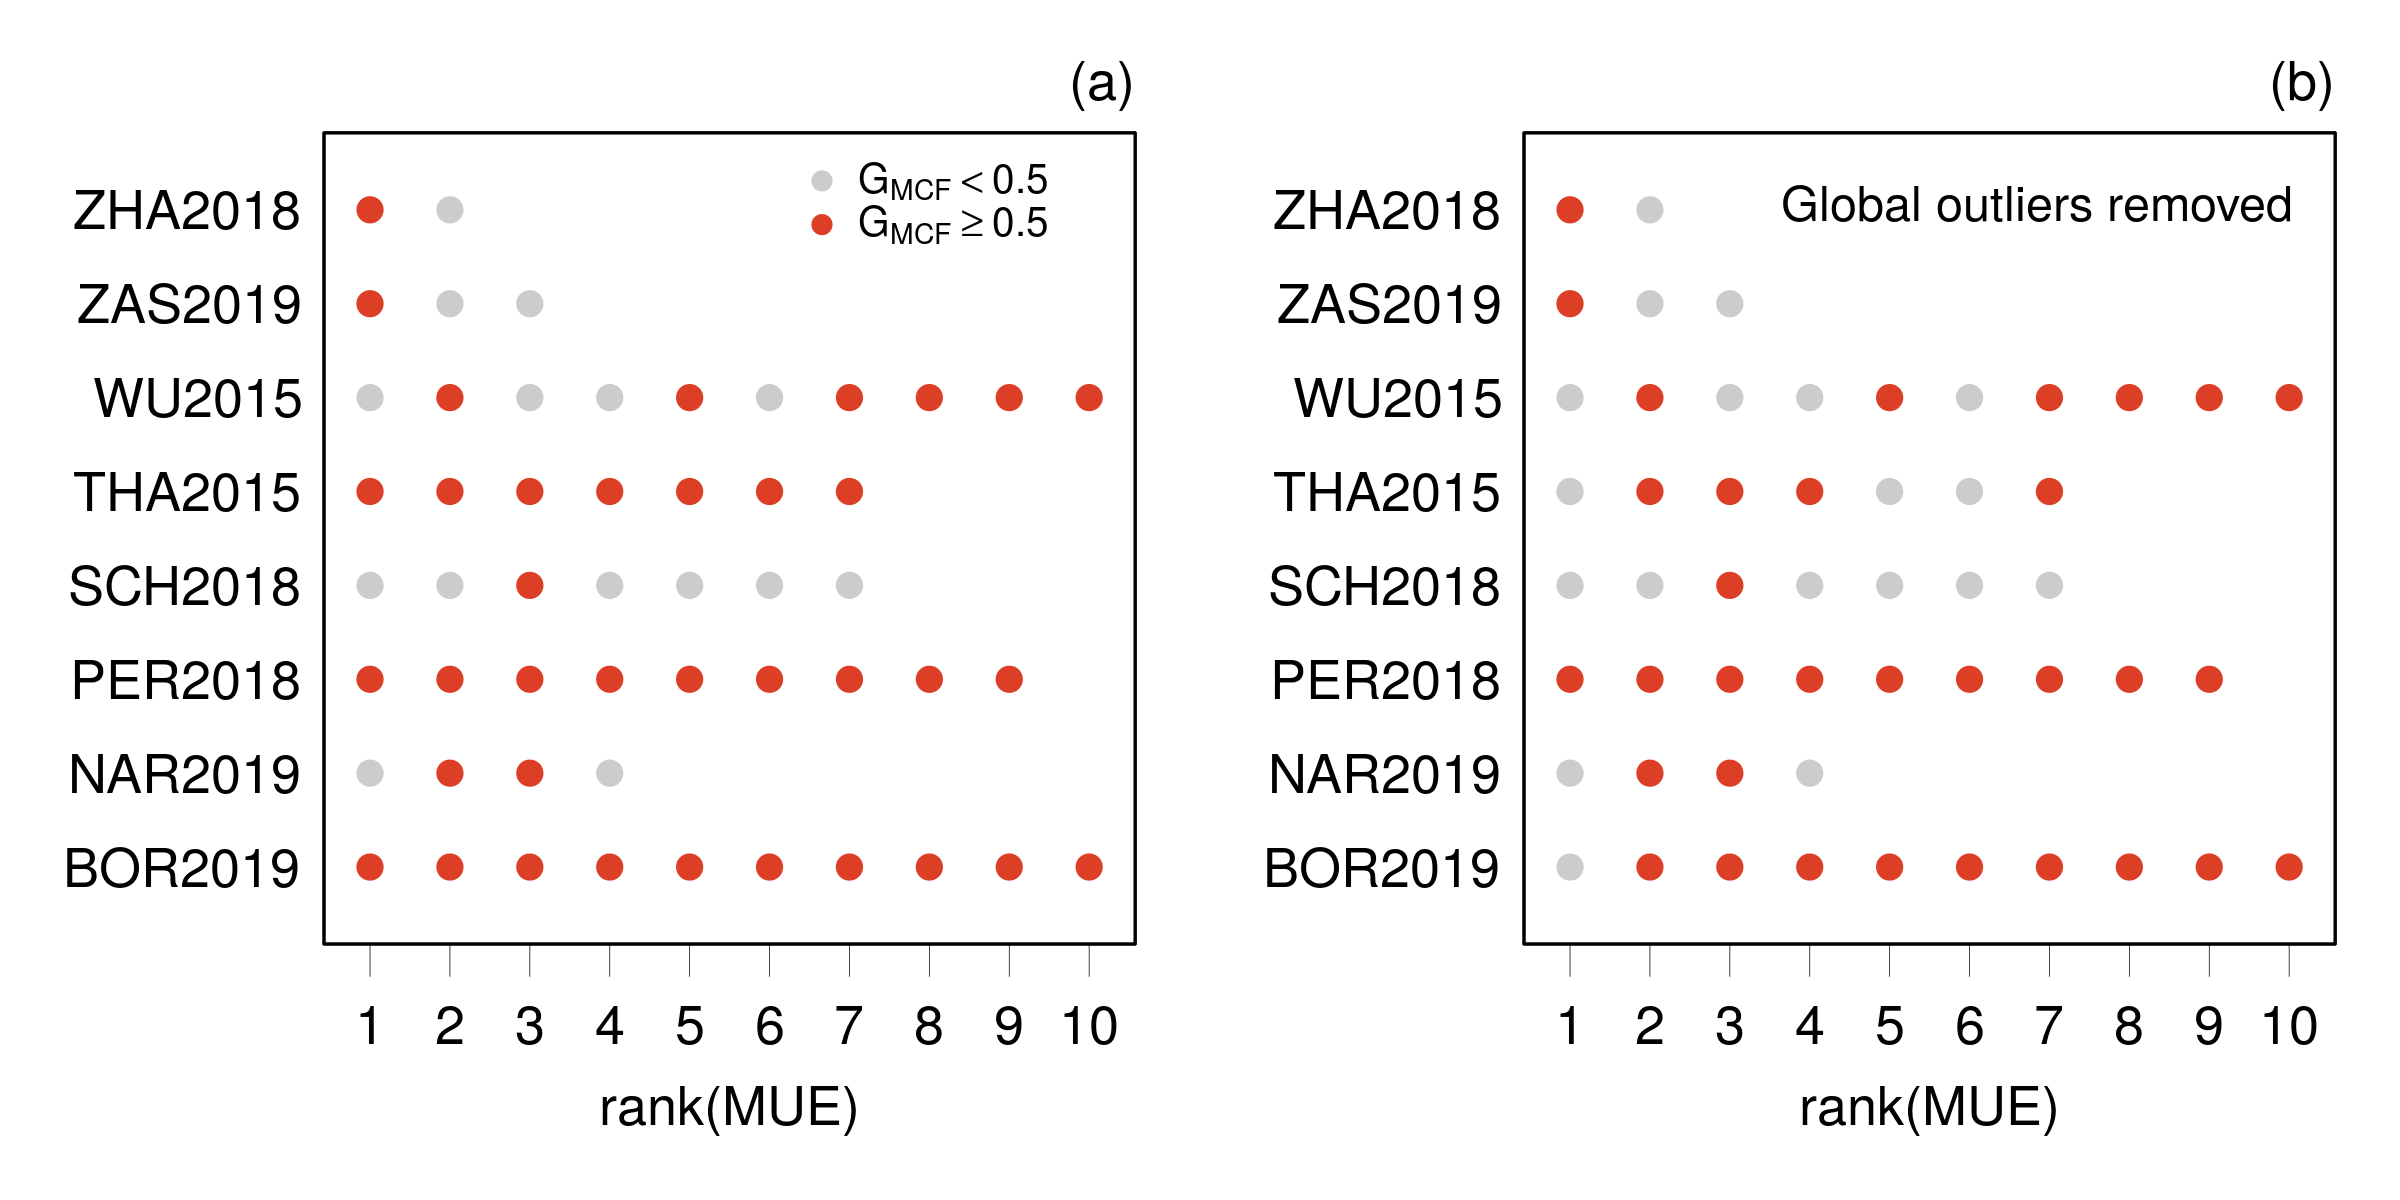 (a)
G_MCF < 0.5
G_MCF ≥ 0.5
ZHA2018
ZAS2019
WU2015
THA2015
SCH2018
PER2018
NAR2019
BOR2019
1 2 3 4 5 6 7 8 9 10
rank(MUE)
(b)
Global outliers removed
ZHA2018
ZAS2019
WU2015
THA2015
SCH2018
PER2018
NAR2019
BOR2019
1 2 3 4 5 6 7 8 9 10
rank(MUE)